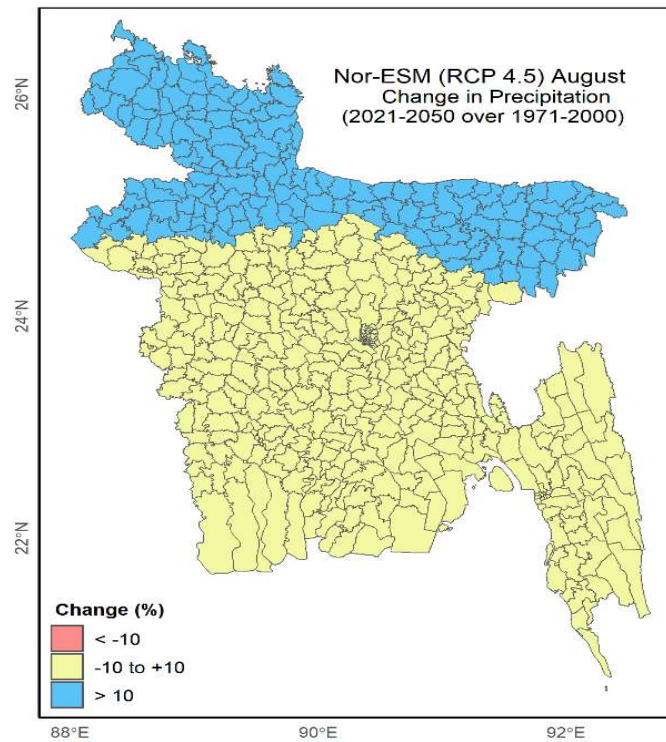 Nor-ESM (RCP 4.5) August
Change in Precipitation
(2021-2050 over 1971-2000)
26°N
24°N
22°N
Change (%)
< -10
-10 to +10
> 10
88°E
90°E
92°E